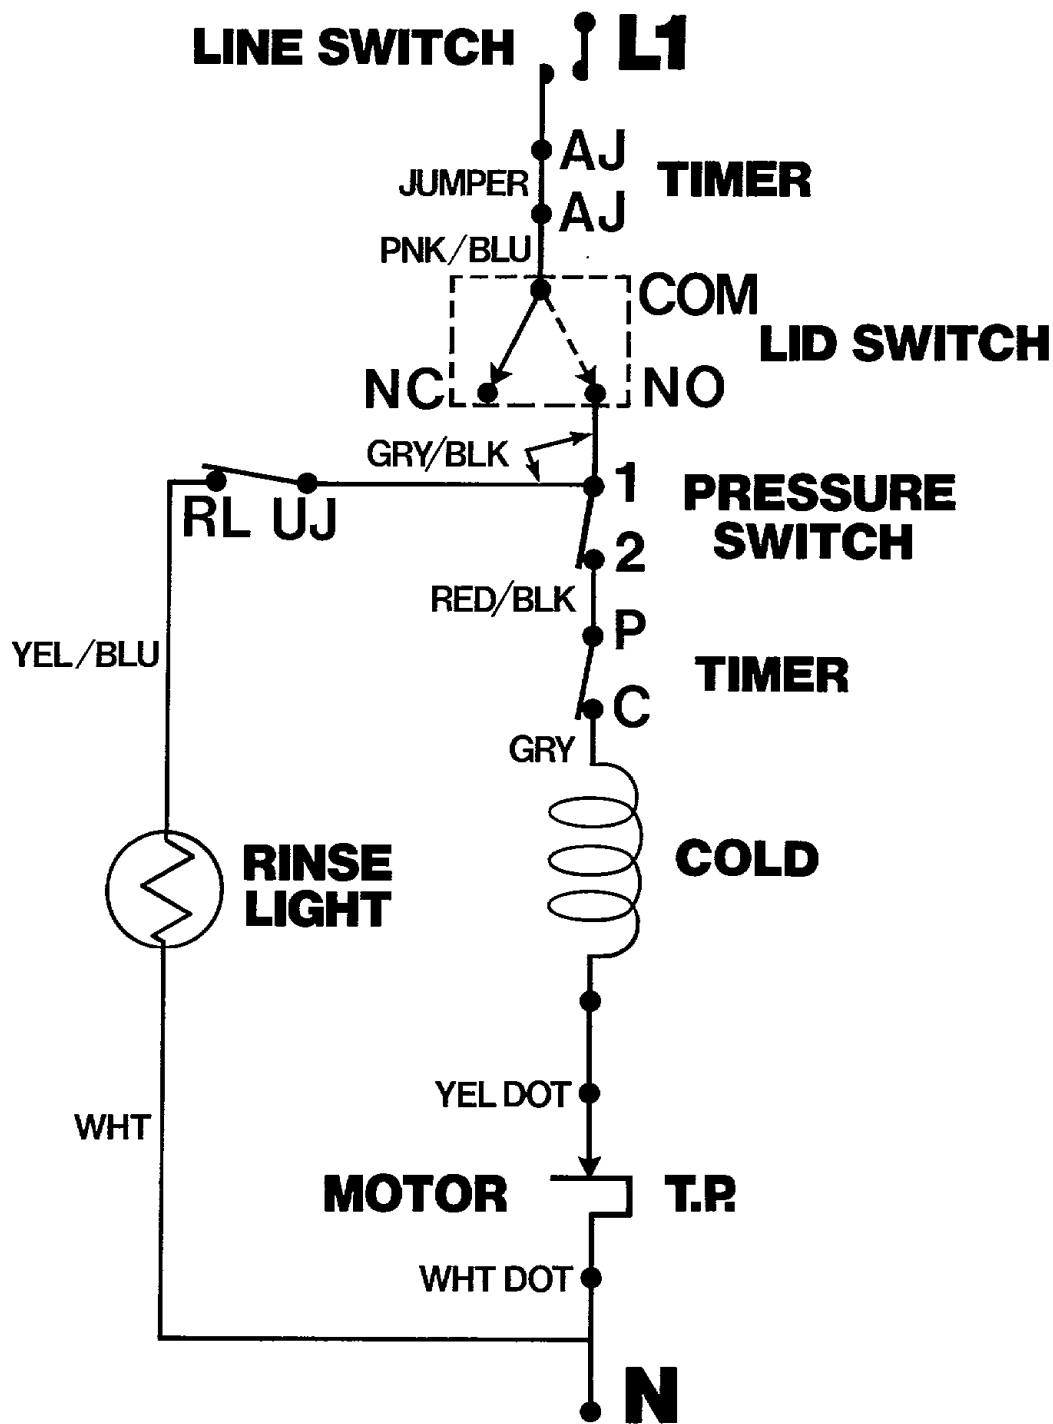 LINE SWITCH
L1
AJ
JUMPER
TIMER
AJ
PNK/BLU
COM
LID SWITCH
NC
NO
GRY/BLK
1
PRESSURE
SWITCH
RL
UJ
2
RED/BLK
P
YEL/BLU
TIMER
C
GRY
COLD
RINSE
LIGHT
YEL DOT
WHT
MOTOR
T.P.
WHT DOT
N